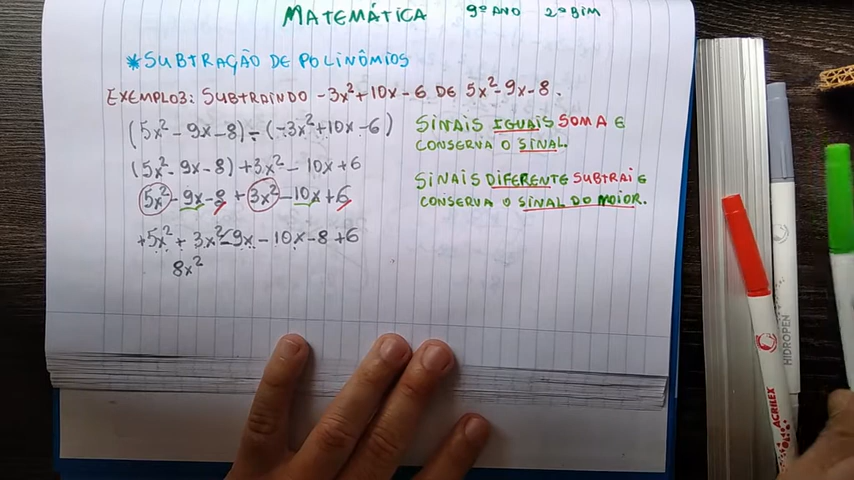 MATEMÁTICA 9º ANO 2º BIM
*SUBTRAÇÃO DE POLINÔMIOS
EXEMPLO3: SUBTRAINDO -3x²+10x-6 DE 5x²-9x-8.
(5x²-9x-8)-(-3x²+10x-6)
(5x²-9x-8)+3x²-10x+6
5x²-9x-8+3x²-10x+6
+5x²+3x²-9x-10x-8+6
8x²
SINAIS IGUAIS SOMA E
CONSERVA O SINAL.
SINAIS DIFERENTE SUBTRAI E
CONSERVA O SINAL DO MAIOR.
ACRILEX
HIDROPEN
ACRILEX